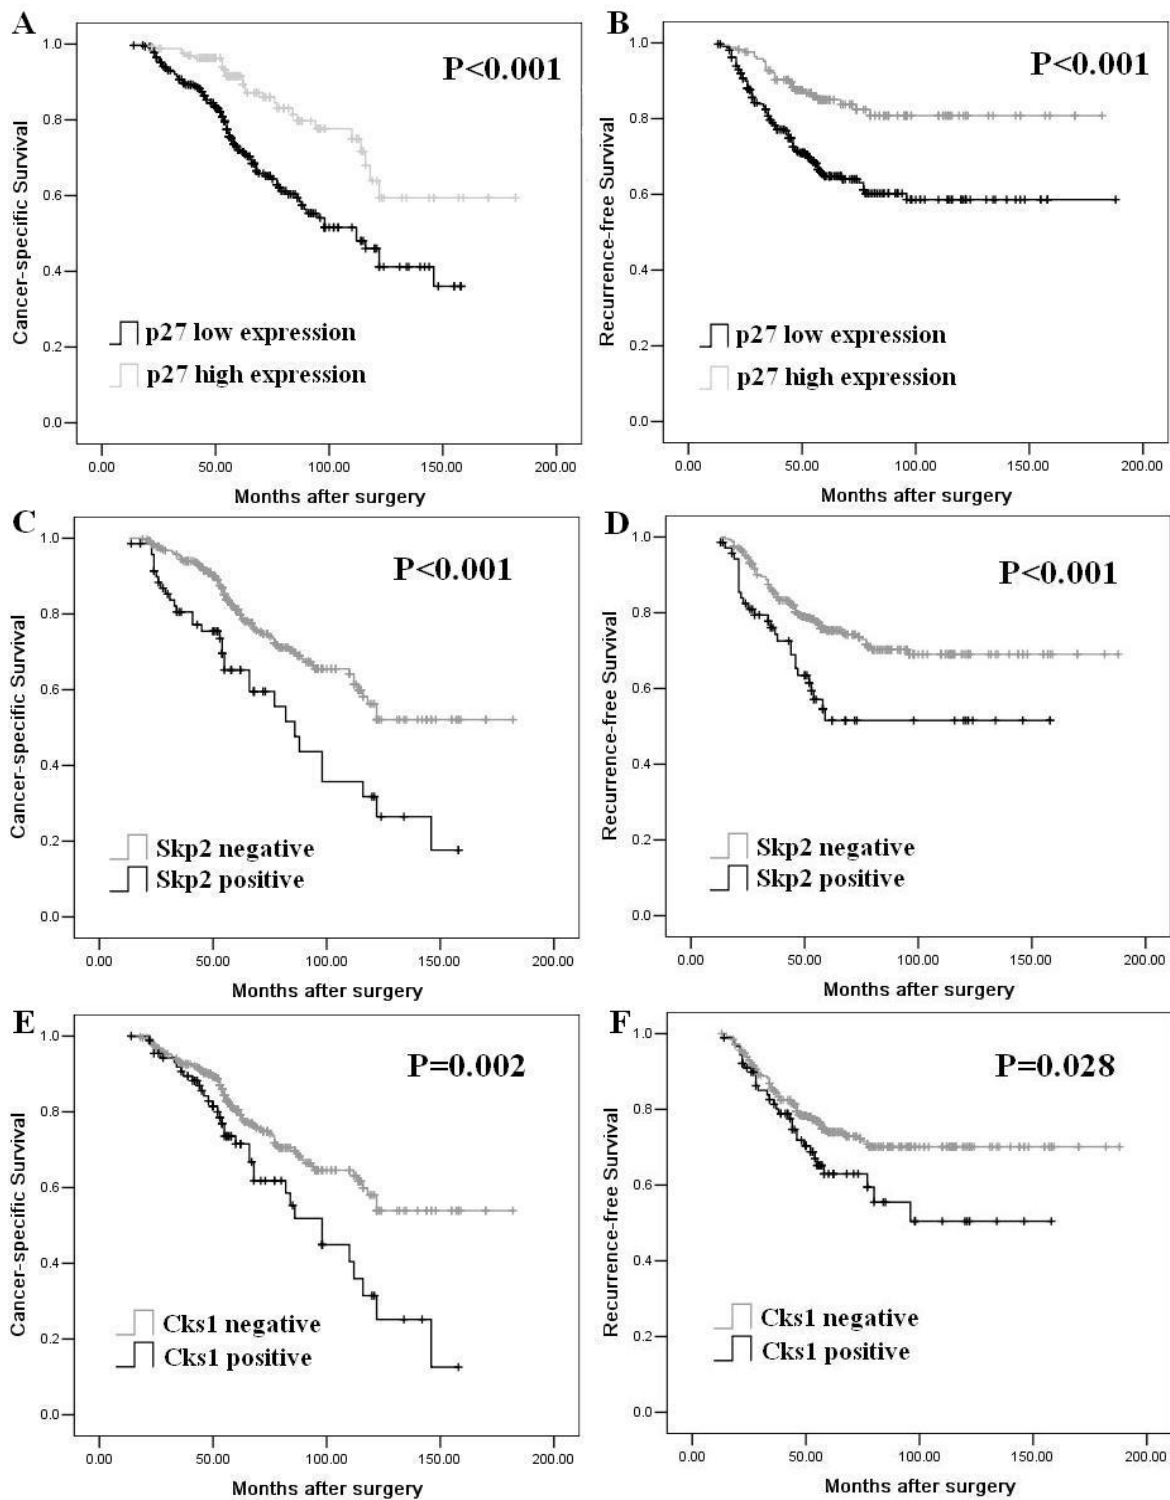 A
P<0.001
1.0
0.8
0.6
0.4
0.2
0.0
Cancer-specific Survival
p27 low expression
p27 high expression
0.00 50.00 100.00 150.00 200.00
Months after surgery
B
P<0.001
1.0
0.8
0.6
0.4
0.2
0.0
Recurrence-free Survival
p27 low expression
p27 high expression
0.00 50.00 100.00 150.00 200.00
Months after surgery
C
P<0.001
1.0
0.8
0.6
0.4
0.2
0.0
Cancer-specific Survival
Skp2 negative
Skp2 positive
0.00 50.00 100.00 150.00 200.00
Months after surgery
D
P<0.001
1.0
0.8
0.6
0.4
0.2
0.0
Recurrence-free Survival
Skp2 negative
Skp2 positive
0.00 50.00 100.00 150.00 200.00
Months after surgery
E
P=0.002
1.0
0.8
0.6
0.4
0.2
0.0
Cancer-specific Survival
Cks1 negative
Cks1 positive
0.00 50.00 100.00 150.00 200.00
Months after surgery
F
P=0.028
1.0
0.8
0.6
0.4
0.2
0.0
Recurrence-free Survival
Cks1 negative
Cks1 positive
0.00 50.00 100.00 150.00 200.00
Months after surgery